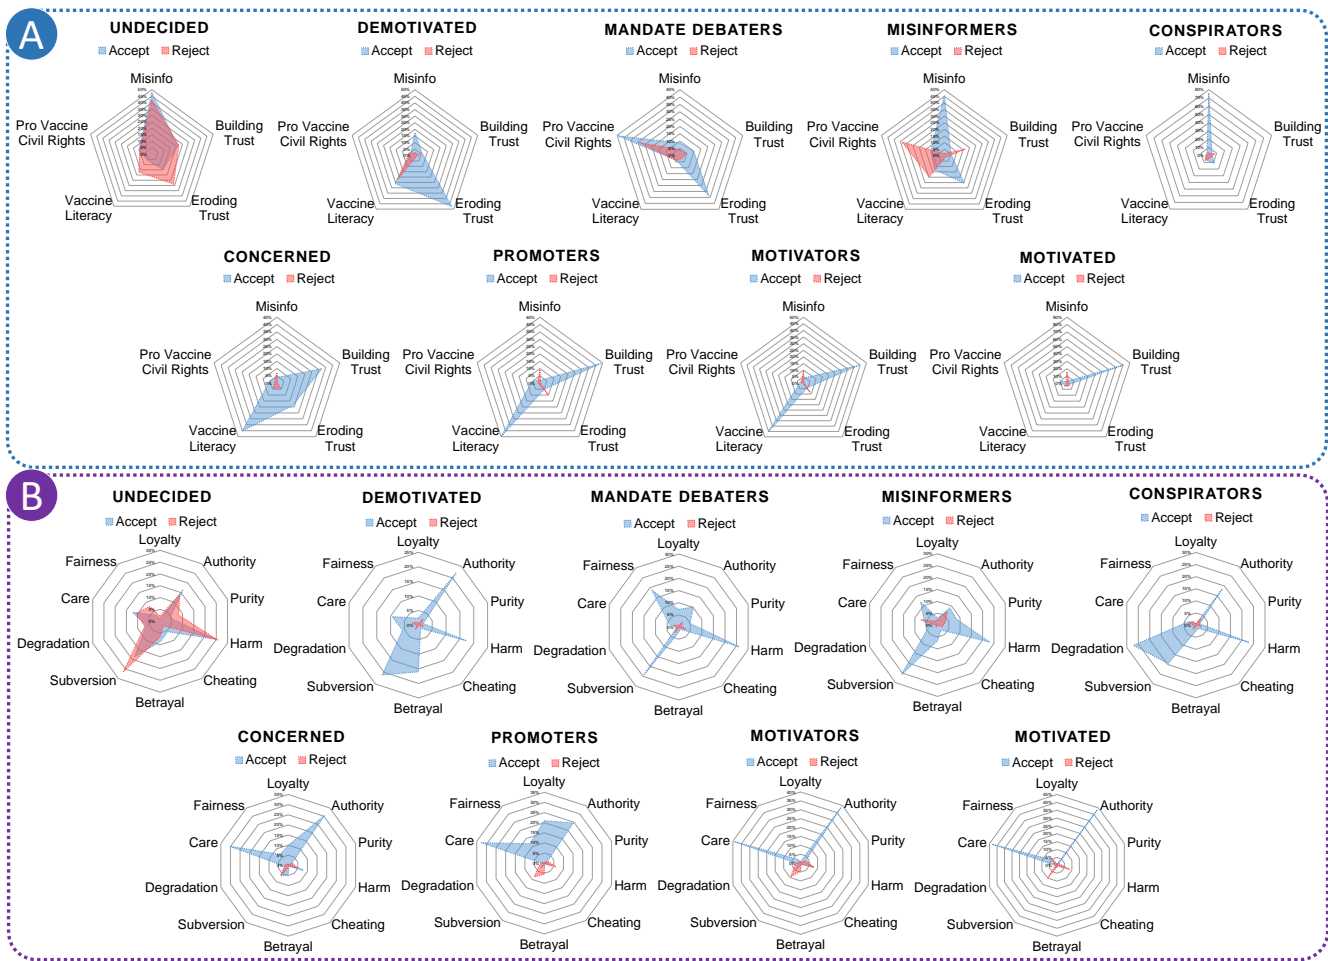 A
UNDECIDED
Accept Reject
Misinfo
Building
Trust
Eroding
Trust
Vaccine
Literacy
Pro Vaccine
Civil Rights
DEMOTIVATED
Accept Reject
Misinfo
Building
Trust
Eroding
Trust
Vaccine
Literacy
Pro Vaccine
Civil Rights
MANDATE DEBATERS
Accept Reject
Misinfo
Building
Trust
Eroding
Trust
Vaccine
Literacy
Pro Vaccine
Civil Rights
MISINFORMERS
Accept Reject
Misinfo
Building
Trust
Eroding
Trust
Vaccine
Literacy
Pro Vaccine
Civil Rights
CONSPIRATORS
Accept Reject
Misinfo
Building
Trust
Eroding
Trust
Vaccine
Literacy
Pro Vaccine
Civil Rights
CONCERNED
Accept Reject
Misinfo
Building
Trust
Eroding
Trust
Vaccine
Literacy
Pro Vaccine
Civil Rights
PROMOTERS
Accept Reject
Misinfo
Building
Trust
Eroding
Trust
Vaccine
Literacy
Pro Vaccine
Civil Rights
MOTIVATORS
Accept Reject
Misinfo
Building
Trust
Eroding
Trust
Vaccine
Literacy
Pro Vaccine
Civil Rights
MOTIVATED
Accept Reject
Misinfo
Building
Trust
Eroding
Trust
Vaccine
Literacy
Pro Vaccine
Civil Rights
B
UNDECIDED
Accept Reject
Loyalty
Authority
Purity
Harm
Cheating
Betrayal
Subversion
Degradation
Care
Fairness
DEMOTIVATED
Accept Reject
Loyalty
Authority
Purity
Harm
Cheating
Betrayal
Subversion
Degradation
Care
Fairness
MANDATE DEBATERS
Accept Reject
Loyalty
Authority
Purity
Harm
Cheating
Betrayal
Subversion
Degradation
Care
Fairness
MISINFORMERS
Accept Reject
Loyalty
Authority
Purity
Harm
Cheating
Betrayal
Subversion
Degradation
Care
Fairness
CONSPIRATORS
Accept Reject
Loyalty
Authority
Purity
Harm
Cheating
Betrayal
Subversion
Degradation
Care
Fairness
CONCERNED
Accept Reject
Loyalty
Authority
Purity
Harm
Cheating
Betrayal
Subversion
Degradation
Care
Fairness
PROMOTERS
Accept Reject
Loyalty
Authority
Purity
Harm
Cheating
Betrayal
Subversion
Degradation
Care
Fairness
MOTIVATORS
Accept Reject
Loyalty
Authority
Purity
Harm
Cheating
Betrayal
Subversion
Degradation
Care
Fairness
MOTIVATED
Accept Reject
Loyalty
Authority
Purity
Harm
Cheating
Betrayal
Subversion
Degradation
Care
Fairness